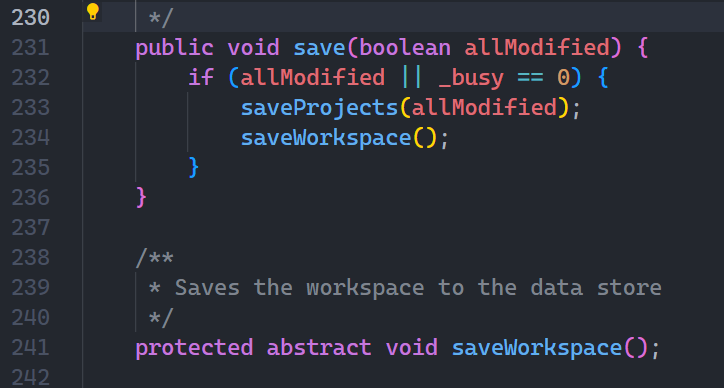 230 */
231 public void save(boolean allModified) {
232 if (allModified || _busy == 0) {
233 saveProjects(allModified);
234 saveWorkspace();
235 }
236 }
237
238 /**
239 * Saves the workspace to the data store
240 */
241 protected abstract void saveWorkspace();
242